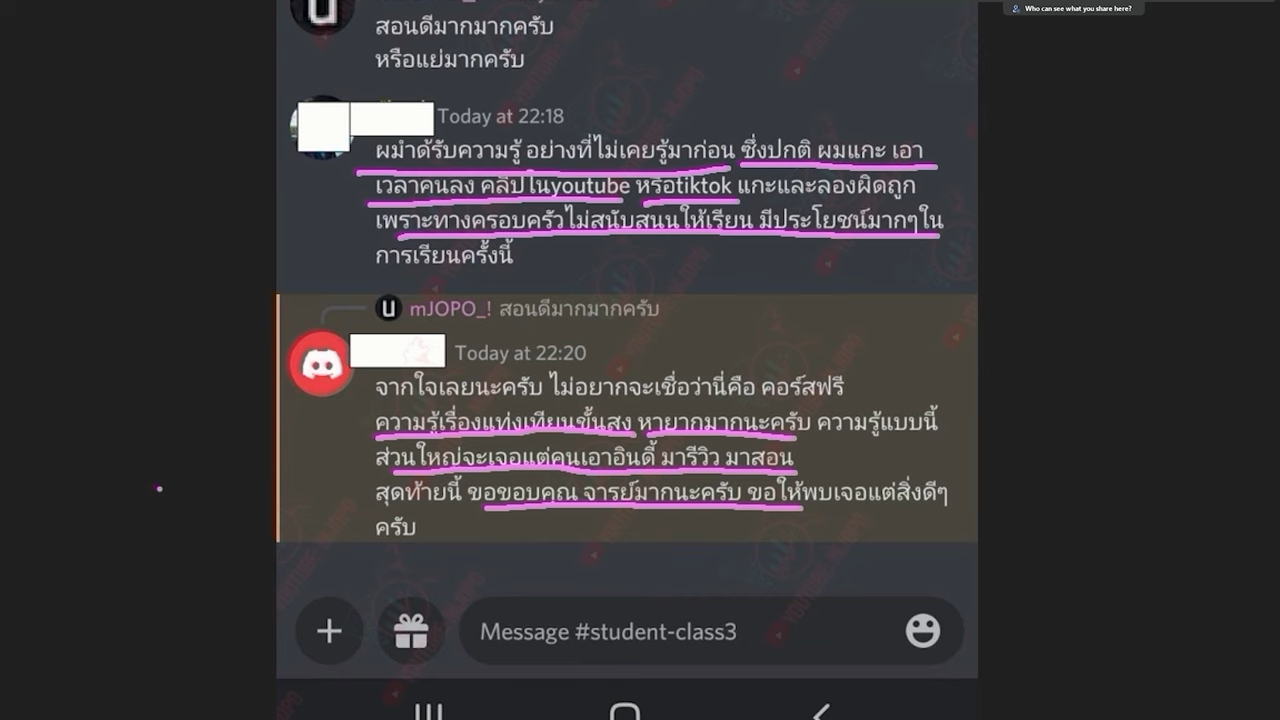 Who can see what you share here?
สอนดีมากมากครับ
หรือแย่มากครับ
Today at 22:18
ผมำด้รับความรู้ อย่างที่ไม่เคยรู้มาก่อน ซึ่งปกติ ผมแกะ เอา
เวลาคนลง คลิปในyoutube หรือtiktok แกะและลองผิดถูก
เพราะทางครอบครัวไม่สนับสนนให้เรียน มีประโยชน์มากๆใน
การเรียนครั้งนี้
mJOPO_! สอนดีมากมากครับ
Today at 22:20
จากใจเลยนะครับ ไม่อยากจะเชื่อว่านี่คือ คอร์สฟรี
ความรู้เรื่องแท่งเทียนขั้นสูง หายากมากนะครับ ความรู้แบบนี้
ส่วนใหญ่จะเจอแต่คนเอาอินดี้ มารีวิว มาสอน
สุดท้ายนี้ ขอขอบคุณ จารย์มากนะครับ ขอให้พบเจอแต่สิ่งดีๆ
ครับ
Message #student-class3